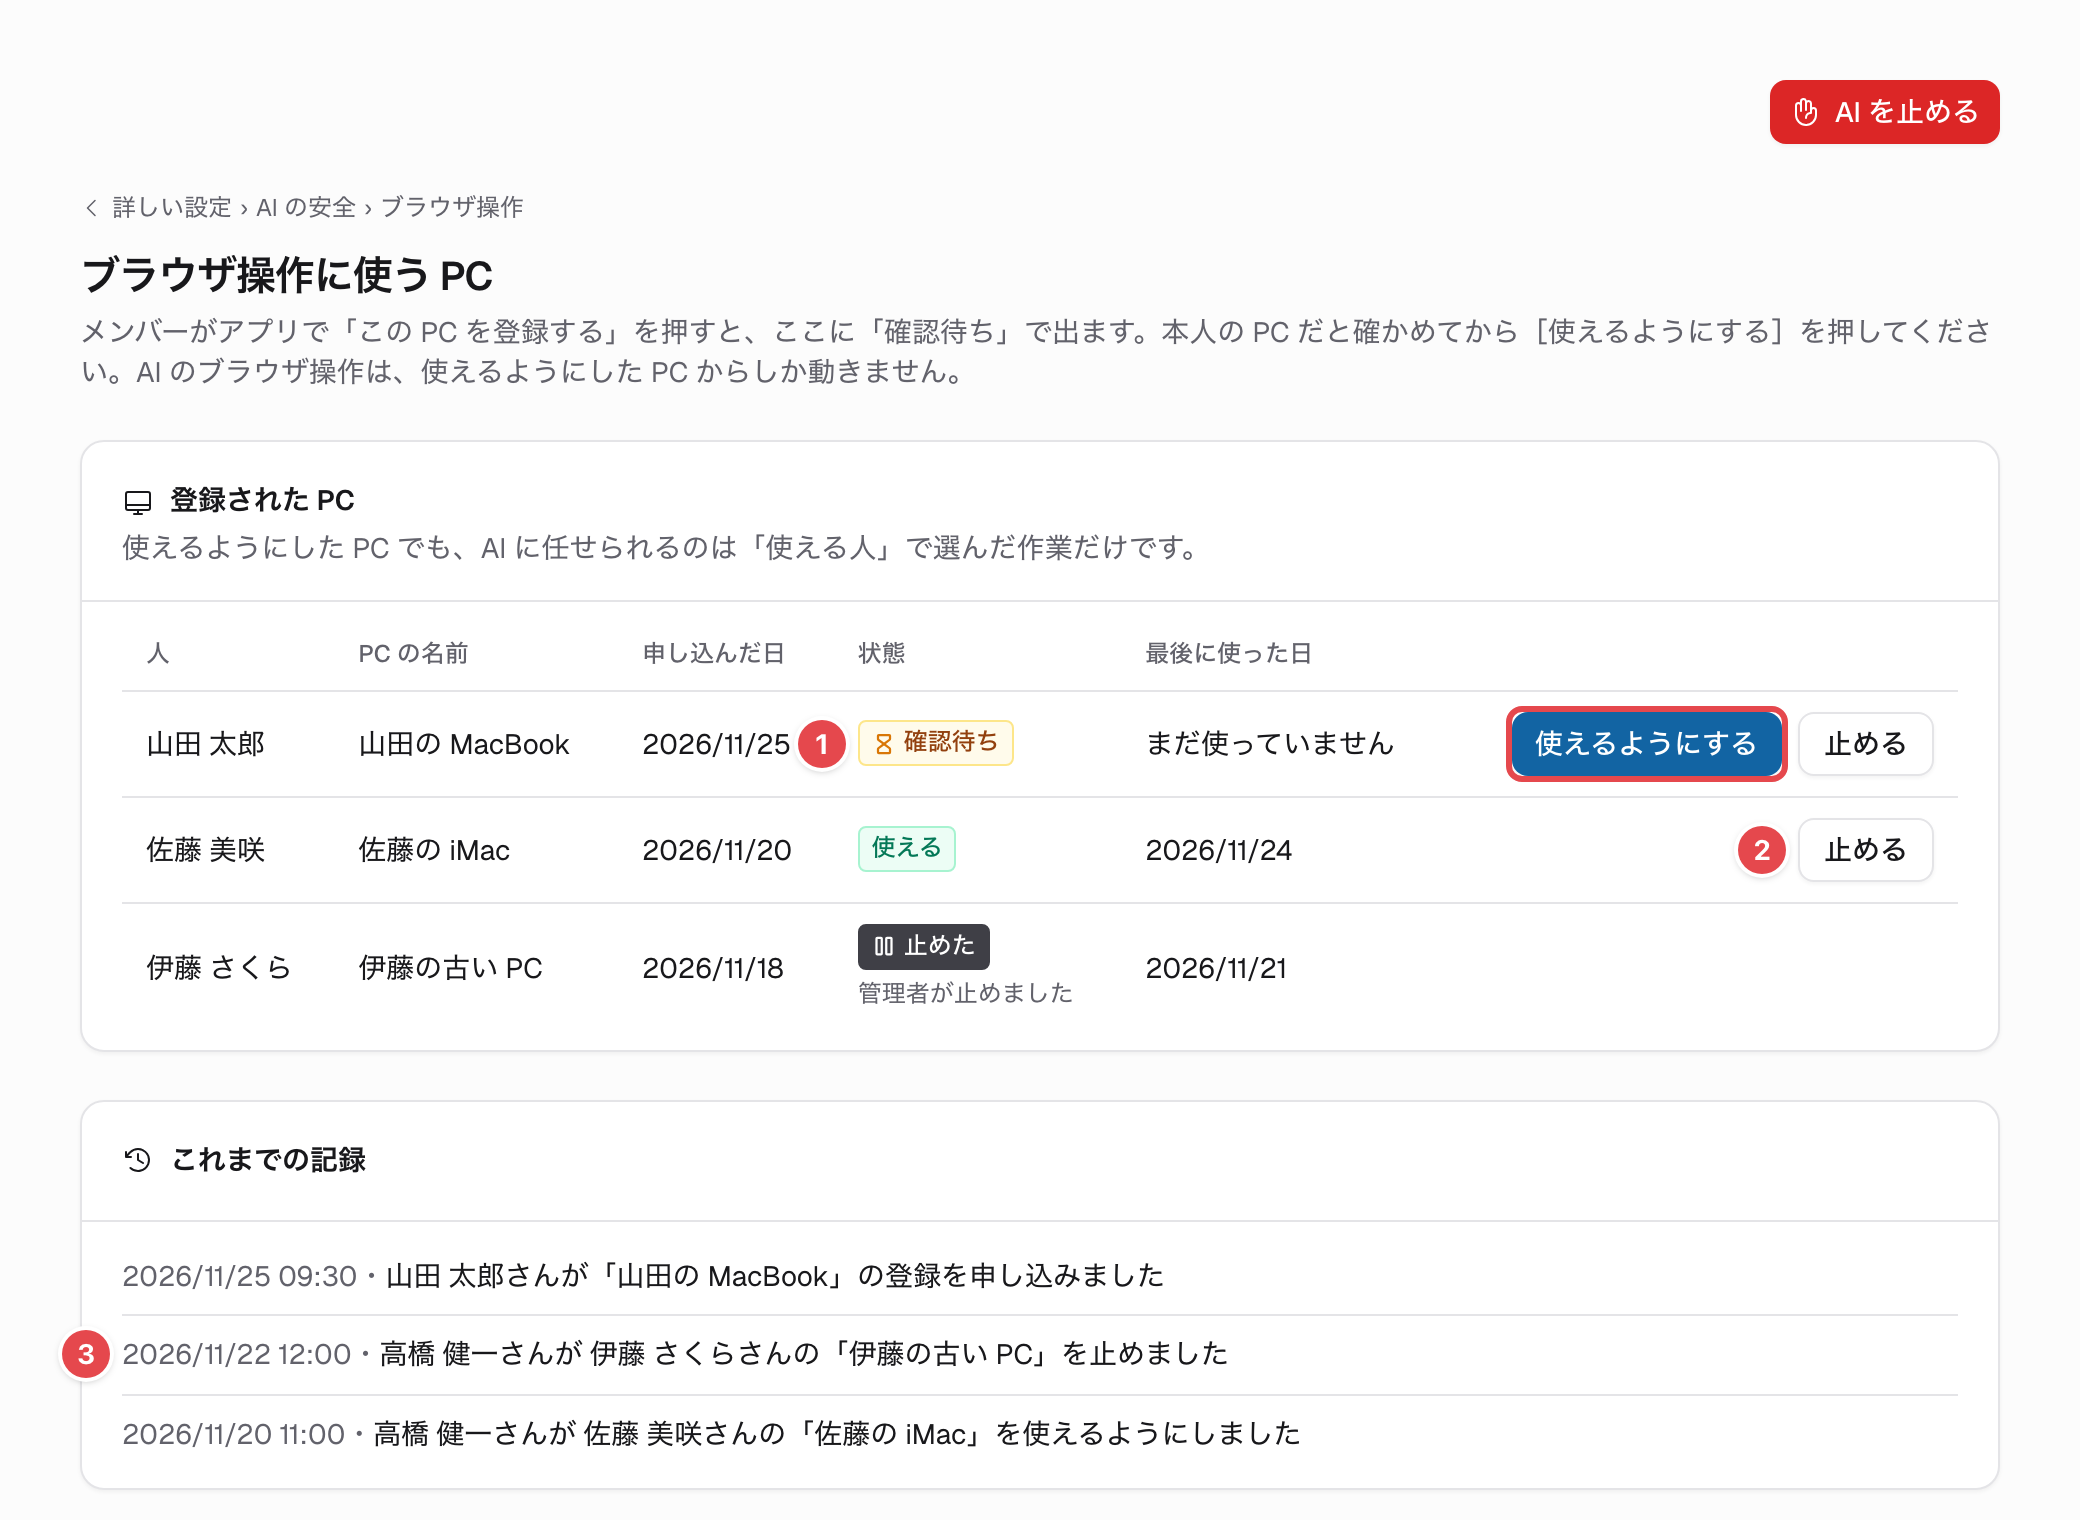 AI を止める
詳しい設定 › AI の安全 › ブラウザ操作
ブラウザ操作に使う PC
メンバーがアプリで「この PC を登録する」を押すと、ここに「確認待ち」で出ます。本人の PC だと確かめてから［使えるようにする］を押してくださ
い。AI のブラウザ操作は、使えるようにした PC からしか動きません。
登録された PC
使えるようにした PC でも、AI に任せられるのは「使える人」で選んだ作業だけです。
人 PC の名前 申し込んだ日 状態 最後に使った日
山田 太郎 山田の MacBook 2026/11/25 1 確認待ち まだ使っていません 使えるようにする 止める
佐藤 美咲 佐藤の iMac 2026/11/20 使える 2026/11/24 2 止める
伊藤 さくら 伊藤の古い PC 2026/11/18 止めた 2026/11/21
管理者が止めました
これまでの記録
2026/11/25 09:30・山田 太郎さんが「山田の MacBook」の登録を申し込みました
3 2026/11/22 12:00・高橋 健一さんが 伊藤 さくらさんの「伊藤の古い PC」を止めました
2026/11/20 11:00・高橋 健一さんが 佐藤 美咲さんの「佐藤の iMac」を使えるようにしました